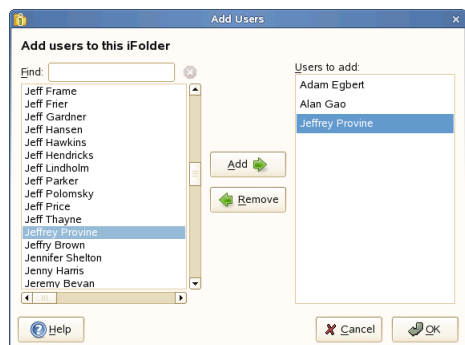 Add Users
Add users to this iFolder
Find:
Jeff Frame
Jeff Frier
Jeff Gardner
Jeff Hansen
Jeff Hawkins
Jeff Hendricks
Jeff Lindholm
Jeff Parker
Jeff Polomsky
Jeff Price
Jeff Thayne
Jeffrey Provine
Jeffry Brown
Jennifer Shelton
Jenny Harris
Jeremy Bevan
Add
Remove
Users to add:
Adam Egbert
Alan Gao
Jeffrey Provine
Help
Cancel
OK